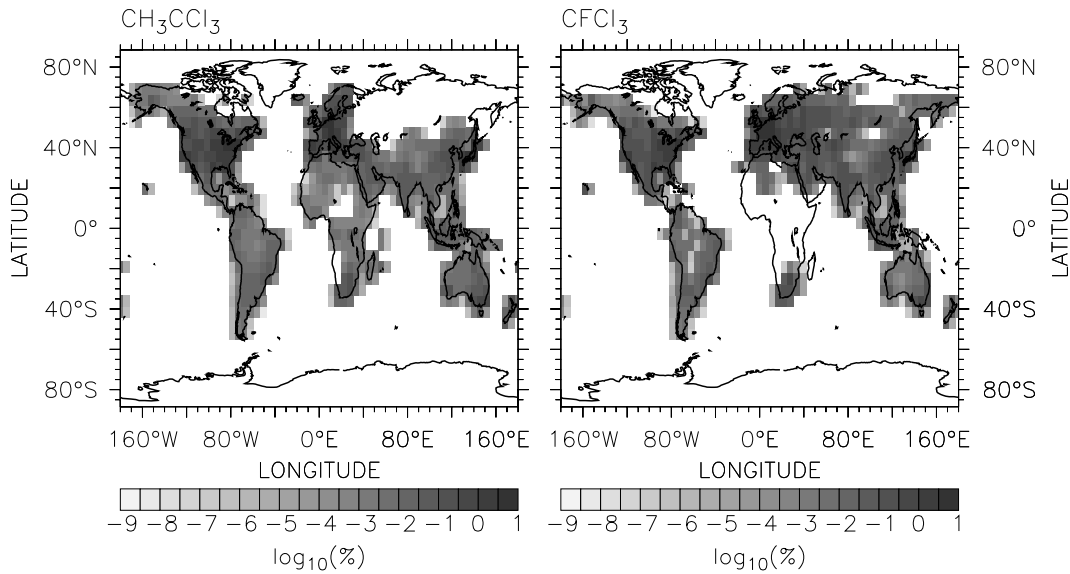 CH₃CCl₃ CFCl₃
80°N 80°N
40°N 40°N
0° 0°
40°S 40°S
80°S 80°S
LATITUDE LATITUDE
160°W 80°W 0°E 80°E 160°E 160°W 80°W 0°E 80°E 160°E
LONGITUDE LONGITUDE
−9 −8 −7 −6 −5 −4 −3 −2 −1 0 1 −9 −8 −7 −6 −5 −4 −3 −2 −1 0 1
log₁₀(%) log₁₀(%)